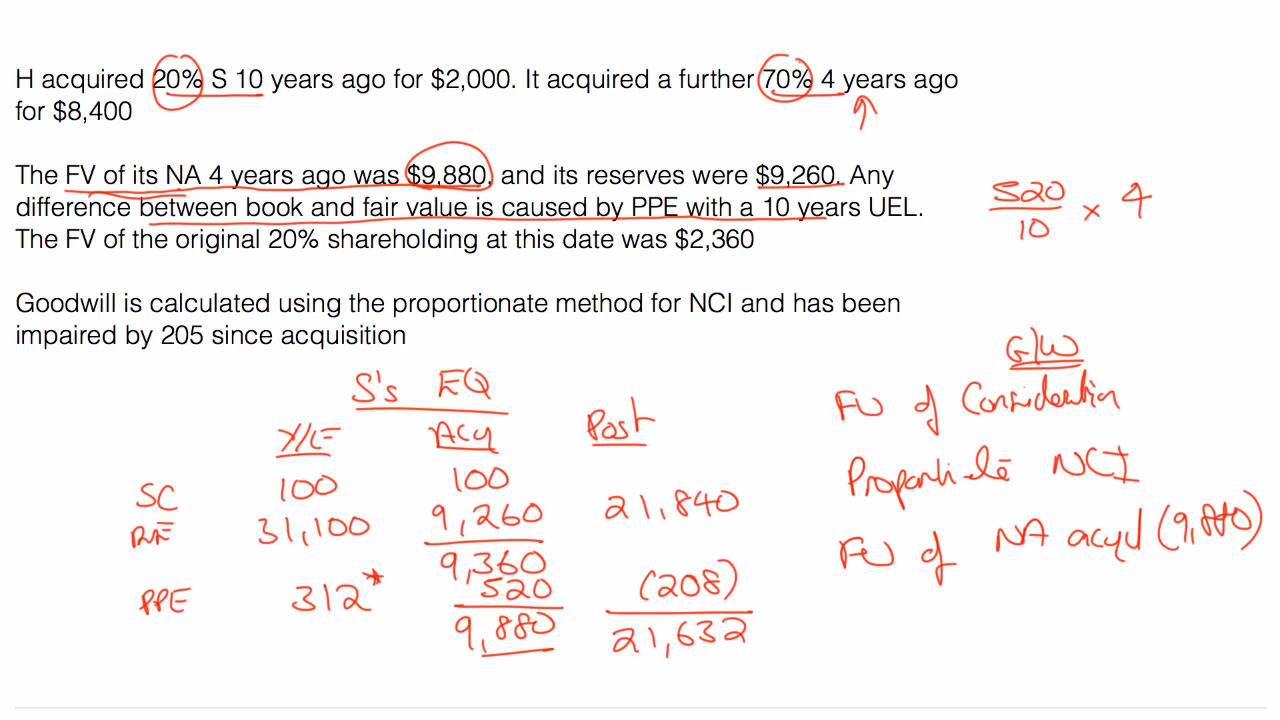 H acquired 20% S 10 years ago for $2,000. It acquired a further 70% 4 years ago
for $8,400
The FV of its NA 4 years ago was $9,880, and its reserves were $9,260. Any
difference between book and fair value is caused by PPE with a 10 years UEL.
The FV of the original 20% shareholding at this date was $2,360
520
10 × 4
Goodwill is calculated using the proportionate method for NCI and has been
impaired by 205 since acquisition
S's EQ
Y/E ACQ Post
SC 100 100
RE 31,100 9,260 21,840
9,360
PPE 312* 520 (208)
9,880 21,632
G/W
FV of Consideration
Proportionate NCI
FV of NA acqd (9,880)